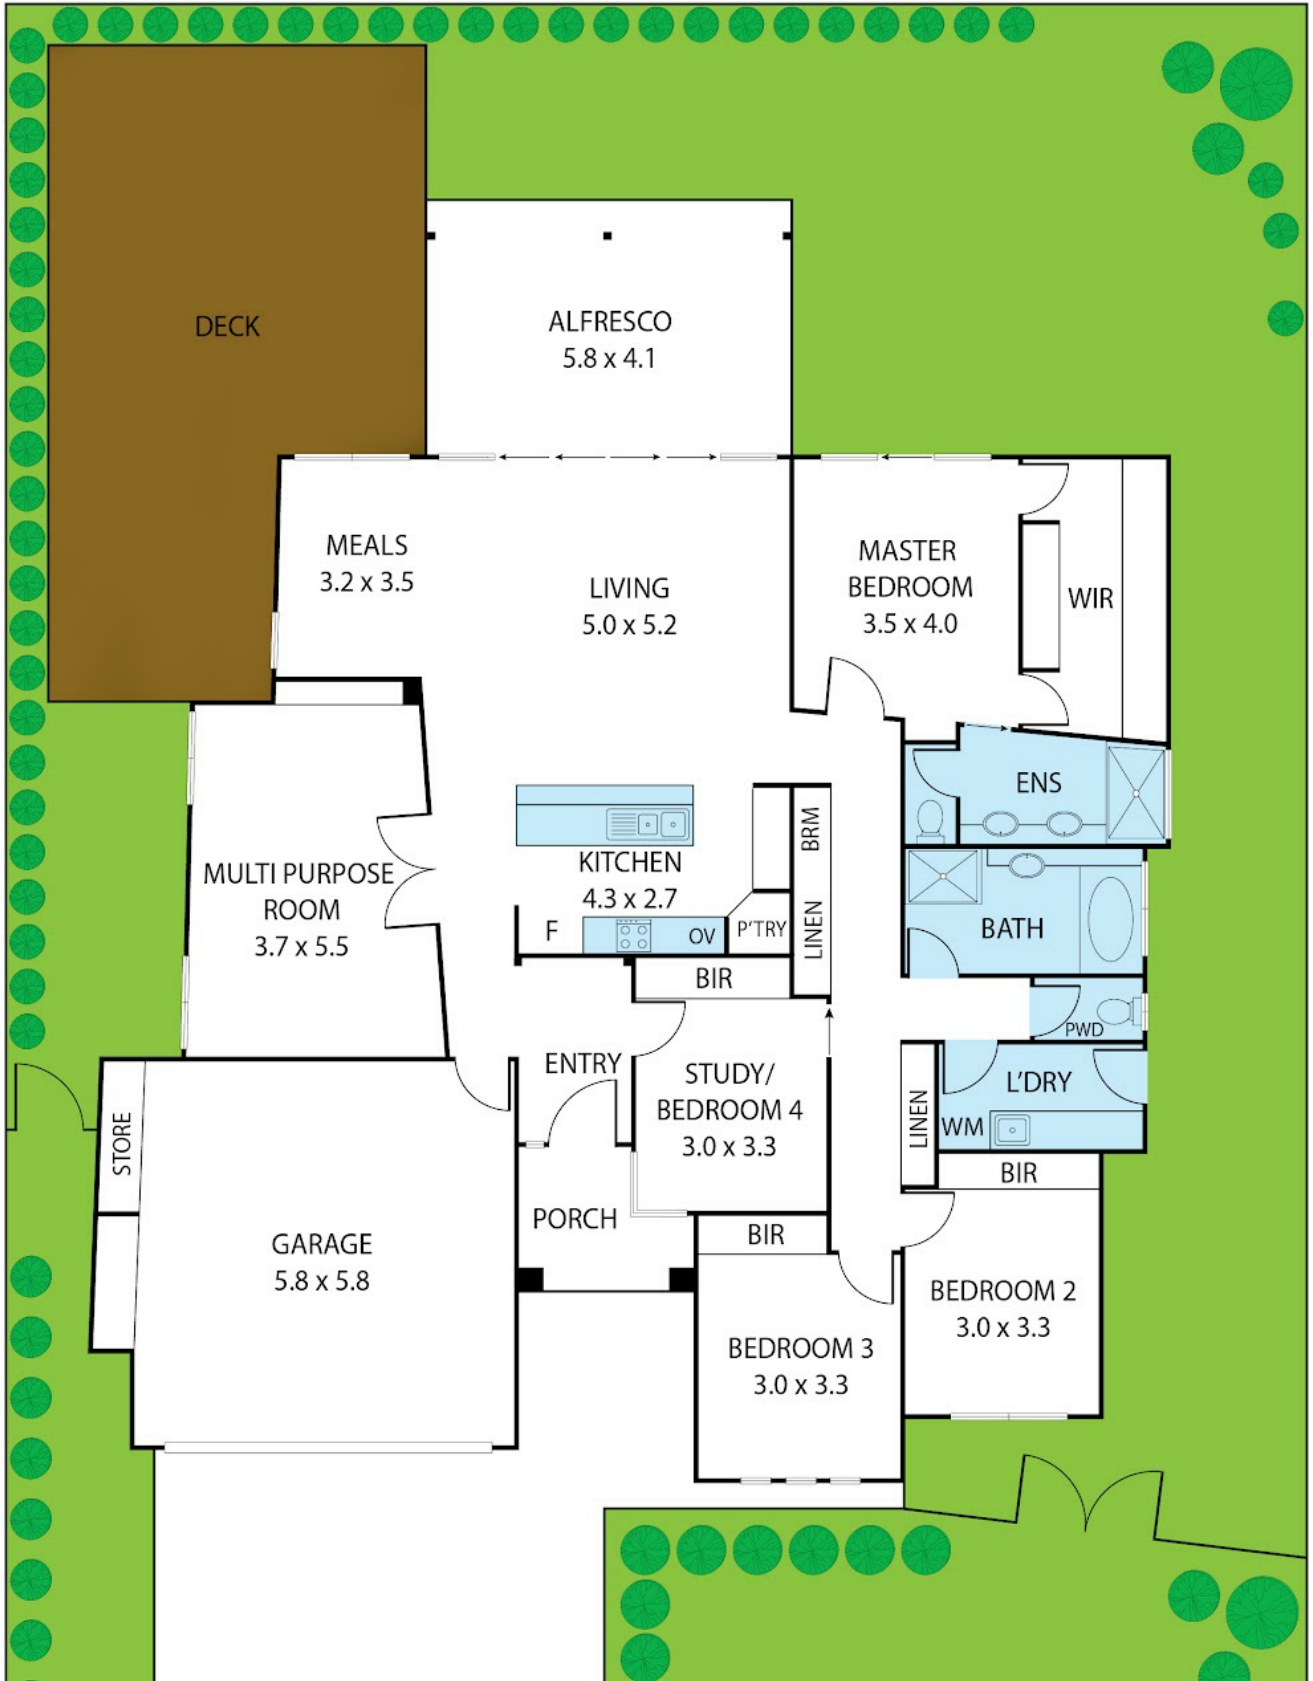 DECK
ALFRESCO
5.8 x 4.1
MEALS
3.2 x 3.5
LIVING
5.0 x 5.2
MASTER
BEDROOM
3.5 x 4.0
WIR
ENS
KITCHEN
4.3 x 2.7
F
OV
P'TRY
BRM
LINEN
BATH
MULTI PURPOSE
ROOM
3.7 x 5.5
BIR
PWD
ENTRY
STUDY/
BEDROOM 4
3.0 x 3.3
L'DRY
WM
LINEN
STORE
BIR
PORCH
BIR
GARAGE
5.8 x 5.8
BEDROOM 2
3.0 x 3.3
BEDROOM 3
3.0 x 3.3